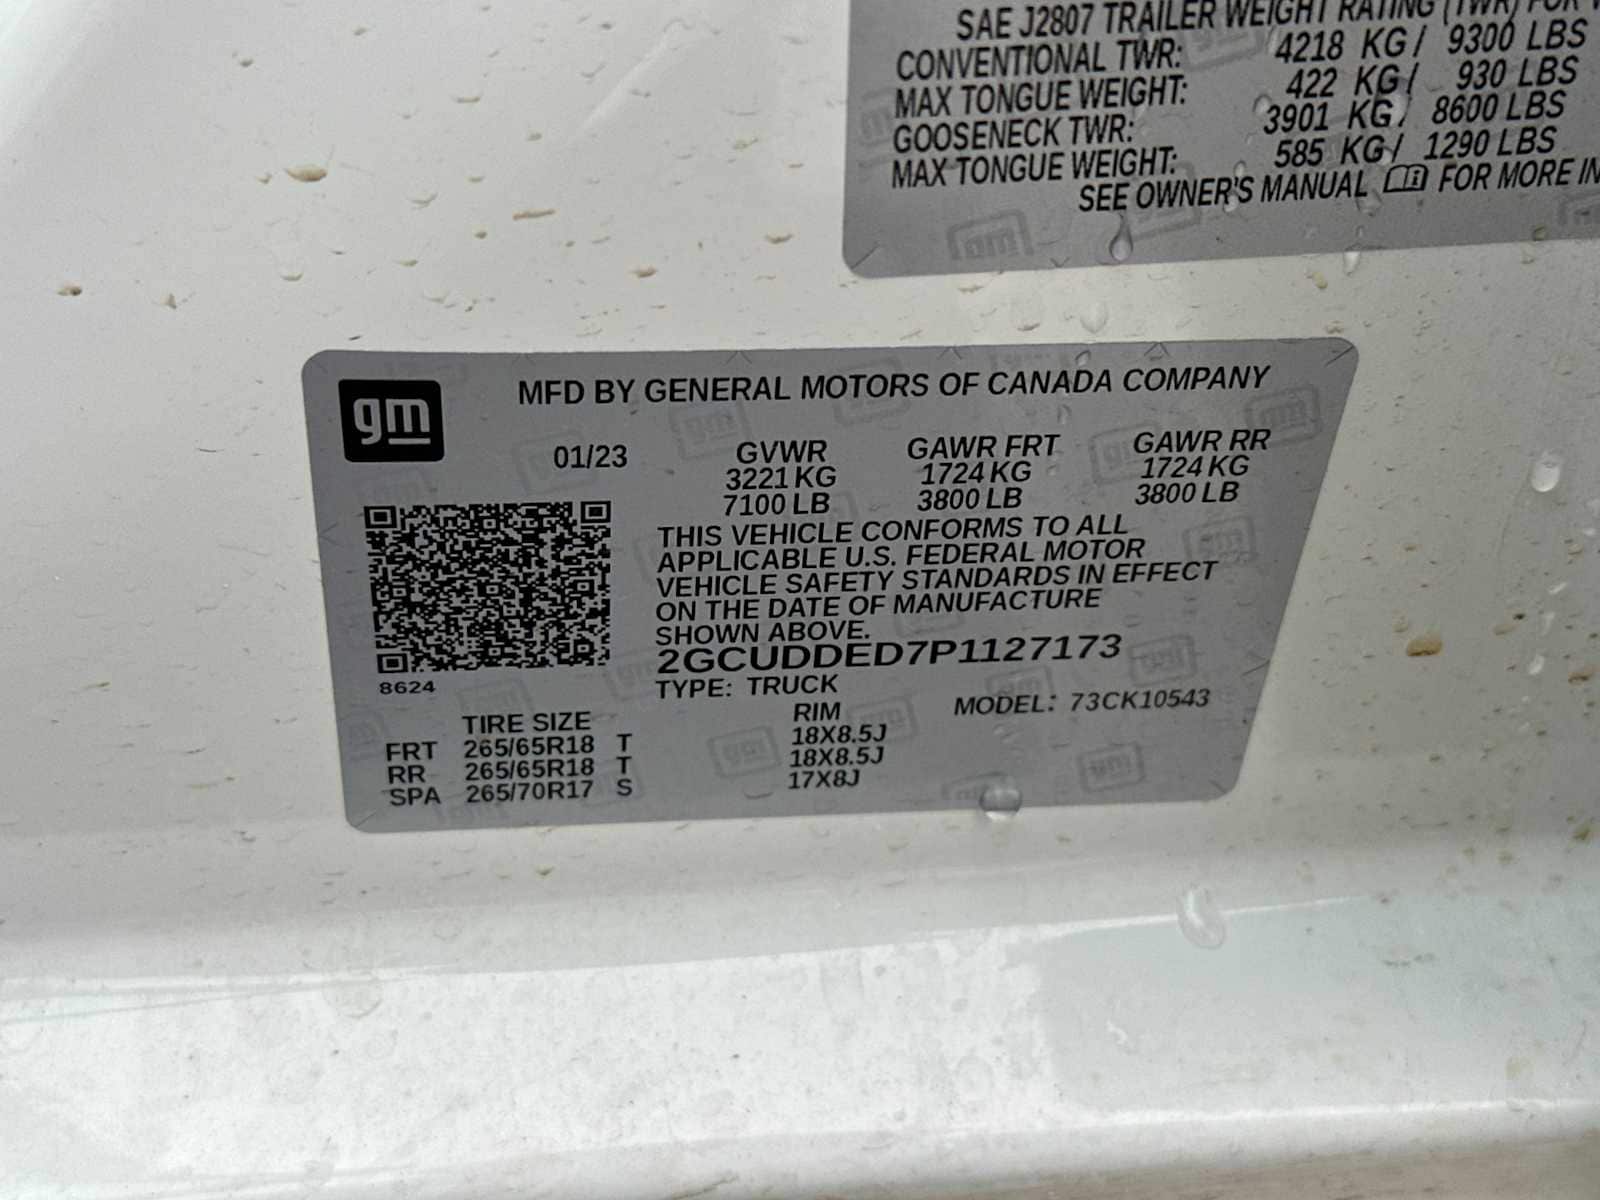 SAE J2807 TRAILER WEIGHT RATING (TWR) FOR
CONVENTIONAL TWR: 4218 KG / 9300 LBS
MAX TONGUE WEIGHT: 422 KG / 930 LBS
GOOSENECK TWR: 3901 KG / 8600 LBS
MAX TONGUE WEIGHT: 585 KG / 1290 LBS
SEE OWNER'S MANUAL FOR MORE IN
gm
MFD BY GENERAL MOTORS OF CANADA COMPANY
01/23 GVWR GAWR FRT GAWR RR
3221 KG 1724 KG 1724 KG
7100 LB 3800 LB 3800 LB
THIS VEHICLE CONFORMS TO ALL
APPLICABLE U.S. FEDERAL MOTOR
VEHICLE SAFETY STANDARDS IN EFFECT
ON THE DATE OF MANUFACTURE
SHOWN ABOVE.
2GCUDDED7P1127173
8624 TYPE: TRUCK MODEL: 73CK10543
TIRE SIZE RIM
FRT 265/65R18 T 18X8.5J
RR 265/65R18 T 18X8.5J
SPA 265/70R17 S 17X8J